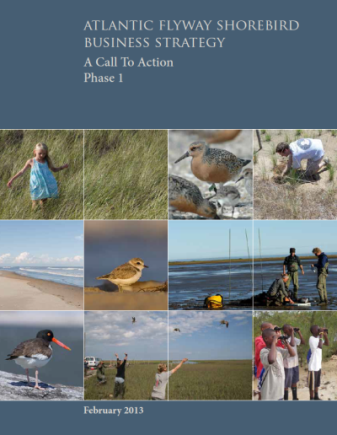 ATLANTIC FLYWAY SHOREBIRD
BUSINESS STRATEGY
A Call To Action
Phase 1
February 2013